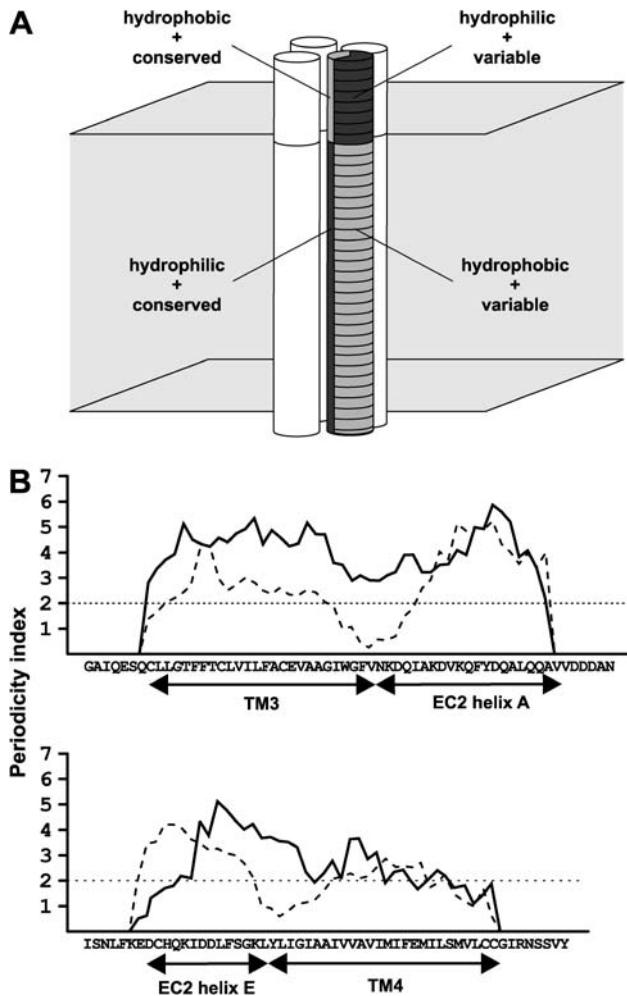 A
hydrophobic
+
conserved
hydrophilic
+
variable
hydrophilic
+
conserved
hydrophobic
+
variable
B
Periodicity index
7
6
5
4
3
2
1
GAIQESQCLLGTFFTCLVILFACEVAAGIWGFVNKDQIAKDVKQFYDQALQQAVVDDDAN
TM3
EC2 helix A
7
6
5
4
3
2
1
ISNLFKEDCHQKIDDLFSGKLYLIGIAAIVVAVIMIFEMILSMVLCCGIRNSSVY
EC2 helix E
TM4